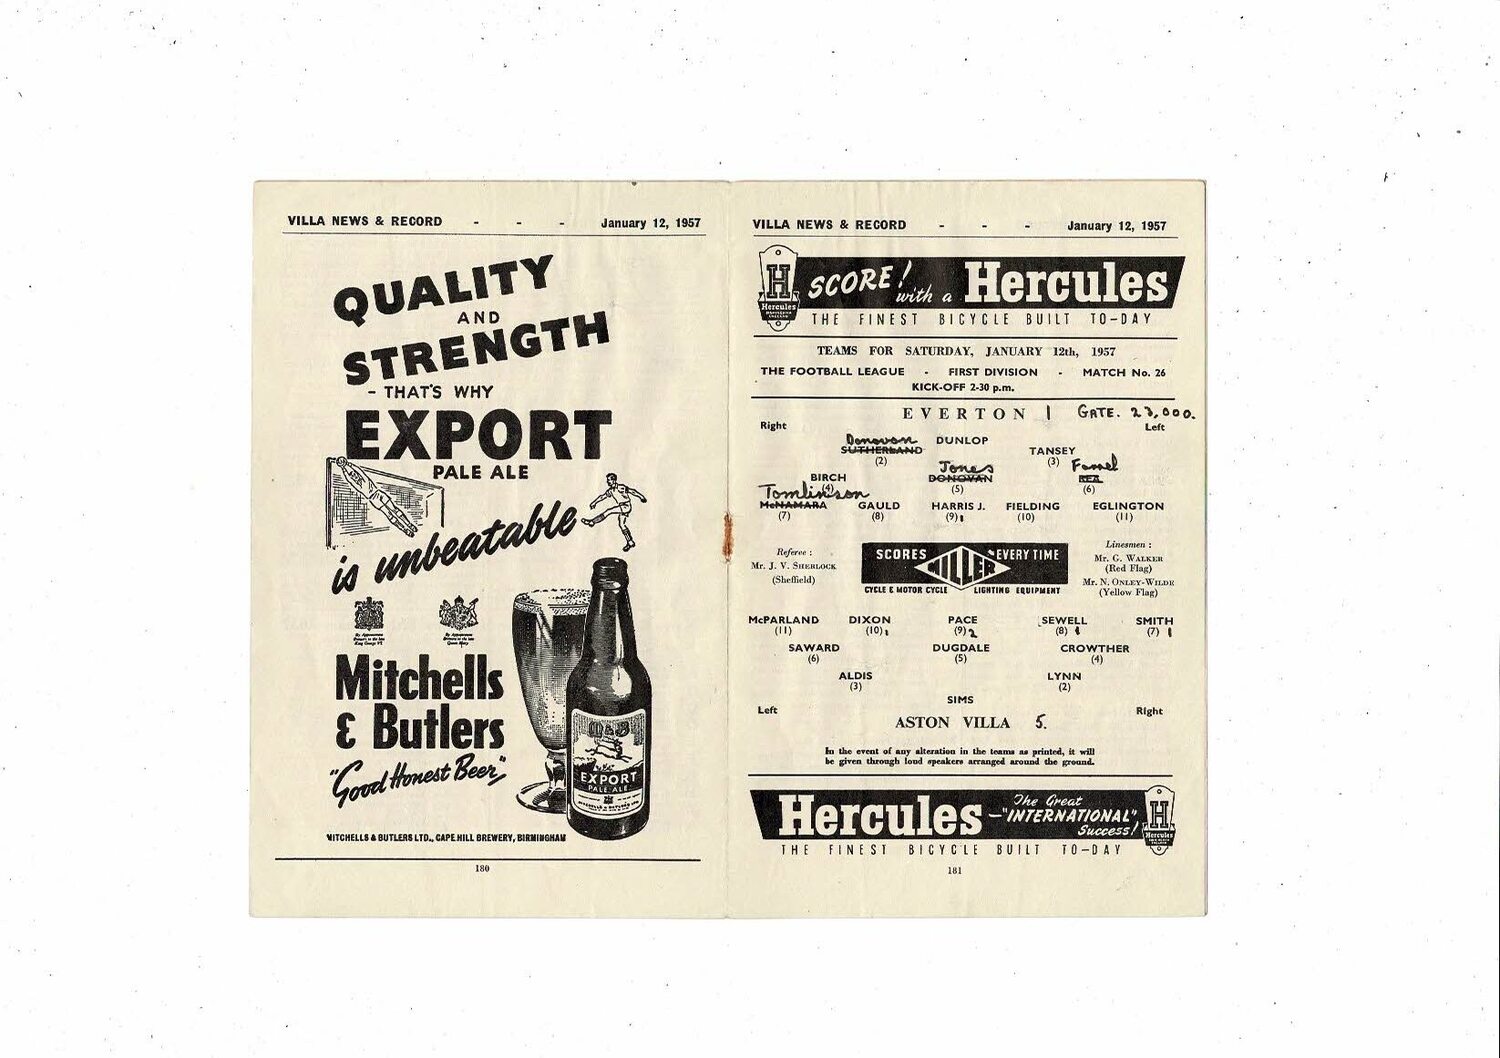 VILLA NEWS & RECORD - - - January 12, 1957
QUALITY
AND
STRENGTH
- THAT'S WHY
EXPORT
PALE ALE
is unbeatable
Mitchells
& Butlers
"Good Honest Beer"
M&B
EXPORT
PALE ALE
MITCHELLS & BUTLERS LTD., CAPE HILL BREWERY, BIRMINGHAM
180
VILLA NEWS & RECORD - - - January 12, 1957
H
Hercules
SCORE! with a Hercules
THE FINEST BICYCLE BUILT TO-DAY
TEAMS FOR SATURDAY, JANUARY 12th, 1957
THE FOOTBALL LEAGUE - FIRST DIVISION - MATCH No. 26
KICK-OFF 2-30 p.m.
EVERTON 1 GATE. 23,000.
Right Left
Donovan DUNLOP
SUTHERLAND TANSEY
(2) (3)
Jones Farrel
BIRCH DONOVAN REA
(4) (5) (6)
Tomlinson
McNAMARA GAULD HARRIS J. FIELDING EGLINGTON
(7) (8) (9) 1 (10) (11)
Referee :
Mr. J. V. SHERLOCK
(Sheffield)
SCORES MILLER EVERY TIME
CYCLE & MOTOR CYCLE LIGHTING EQUIPMENT
Linesmen :
Mr. G. WALKER
(Red Flag)
Mr. N. ONLEY-WILDE
(Yellow Flag)
McPARLAND DIXON PACE SEWELL SMITH
(11) (10) 1 (9) 2 (8) 1 (7) 1
SAWARD DUGDALE CROWTHER
(6) (5) (4)
ALDIS LYNN
(3) (2)
SIMS
Left Right
ASTON VILLA 5.
In the event of any alteration in the teams as printed, it will
be given through loud speakers arranged around the ground.
Hercules - The Great "INTERNATIONAL" Success!
H
Hercules
THE FINEST BICYCLE BUILT TO-DAY
181